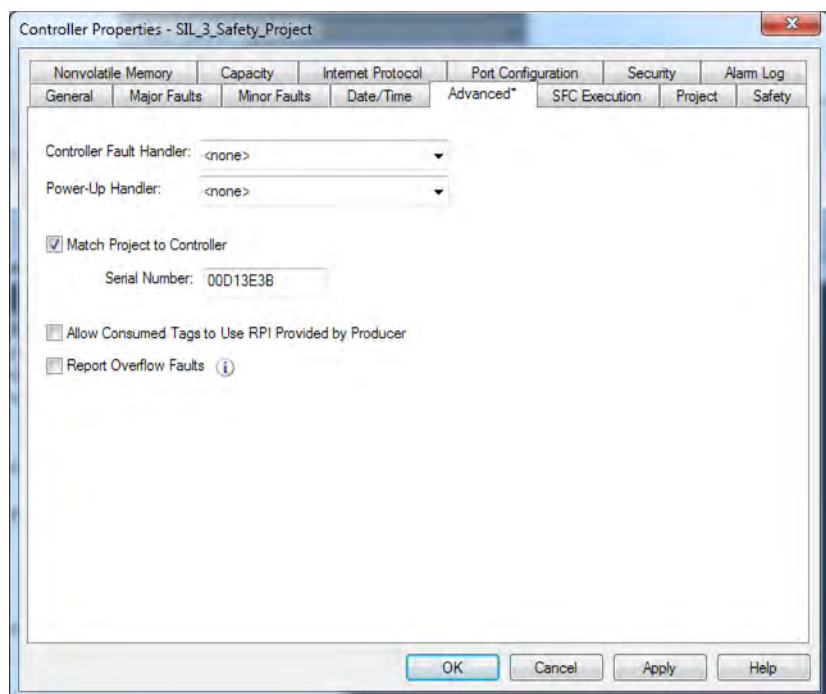 Controller Properties - SIL_3_Safety_Project
Nonvolatile Memory Capacity Internet Protocol Port Configuration Security Alarm Log
General Major Faults Minor Faults Date/Time Advanced* SFC Execution Project Safety
Controller Fault Handler: <none>
Power-Up Handler: <none>
Match Project to Controller
Serial Number: 00D13E3B
Allow Consumed Tags to Use RPI Provided by Producer
Report Overflow Faults
OK Cancel Apply Help